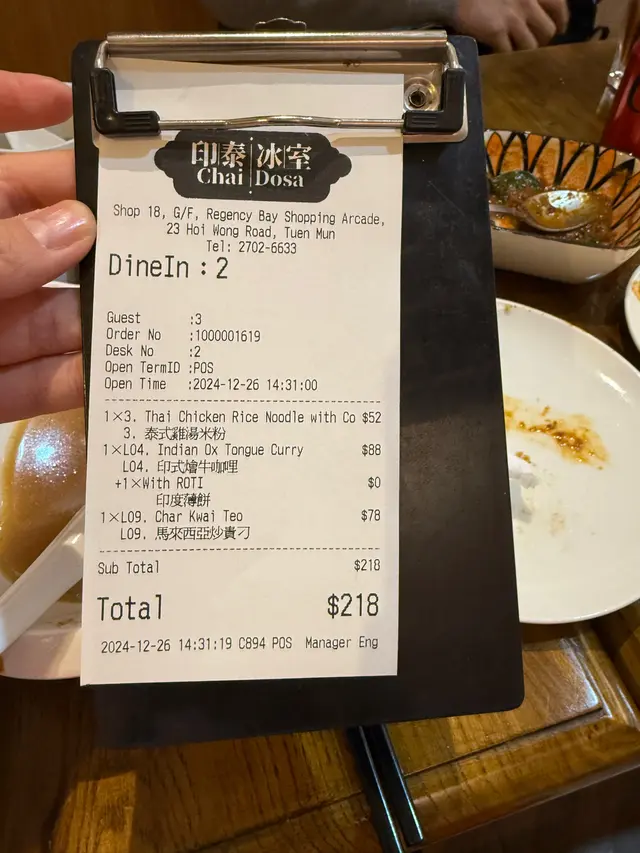 印泰冰室
Chai Dosa
Shop 18, G/F, Regency Bay Shopping Arcade,
23 Hoi Wong Road, Tuen Mun
Tel: 2702-6633
DineIn : 2
Guest :3
Order No :1000001619
Desk No :2
Open TermID :POS
Open Time :2024-12-26 14:31:00
1×3. Thai Chicken Rice Noodle with Co $52
3. 泰式雞湯米粉
1×L04. Indian Ox Tongue Curry $88
L04. 印式燴牛咖哩
+1×With ROTI $0
印度薄餅
1×L09. Char Kwai Teo $78
L09. 馬來西亞炒貴刁
Sub Total $218
Total $218
2024-12-26 14:31:19 C894 POS Manager Eng